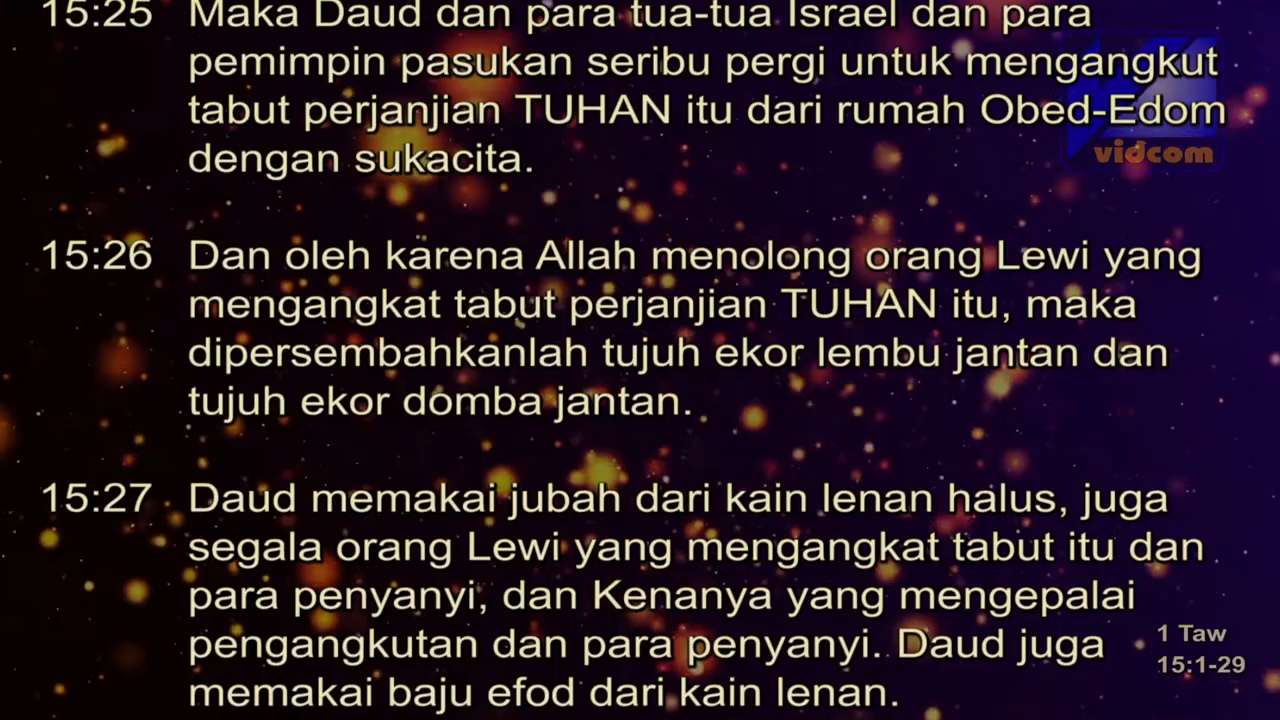 15:25 Maka Daud dan para tua-tua Israel dan para
pemimpin pasukan seribu pergi untuk mengangkut
tabut perjanjian TUHAN itu dari rumah Obed-Edom
dengan sukacita.
vidcom
15:26 Dan oleh karena Allah menolong orang Lewi yang
mengangkat tabut perjanjian TUHAN itu, maka
dipersembahkanlah tujuh ekor lembu jantan dan
tujuh ekor domba jantan.
15:27 Daud memakai jubah dari kain lenan halus, juga
segala orang Lewi yang mengangkat tabut itu dan
para penyanyi, dan Kenanya yang mengepalai
pengangkutan dan para penyanyi. Daud juga
memakai baju efod dari kain lenan.
1 Taw
15:1-29